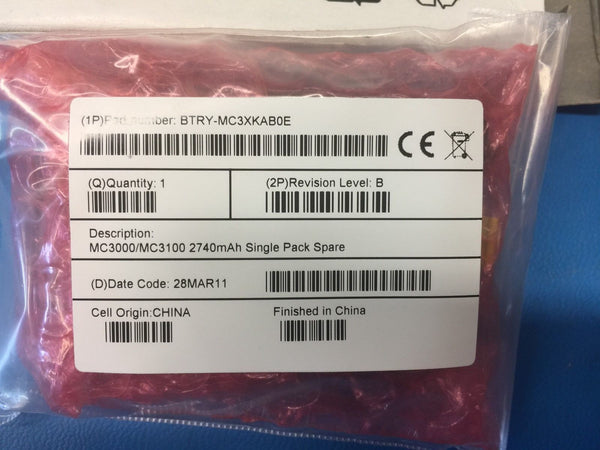 (1P)Part number: BTRY-MC3XKAB0E
CE
(Q)Quantity: 1
(2P)Revision Level: B
Description:
MC3000/MC3100 2740mAh Single Pack Spare
(D)Date Code: 28MAR11
Cell Origin:CHINA
Finished in China